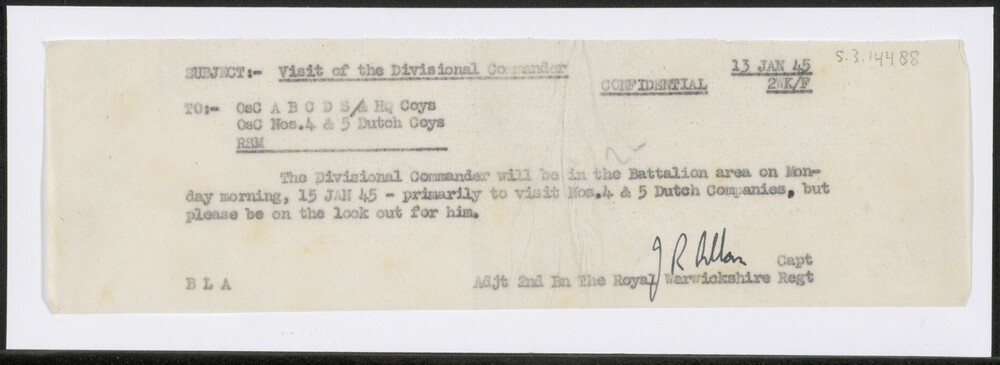 S.3.14488
SUBJECT:- Visit of the Divisional Commander
13 JAN 45
CONFIDENTIAL
2WK/F
TO:- OsC A B C D S/& HQ Coys
OsC Nos.4 & 5 Dutch Coys
RSM
The Divisional Commander will be in the Battalion area on Mon-
day morning, 15 JAN 45 - primarily to visit Nos.4 & 5 Dutch Companies, but
please be on the look out for him.
J R Allan Capt
B L A Adjt 2nd Bn The Royal Warwickshire Regt